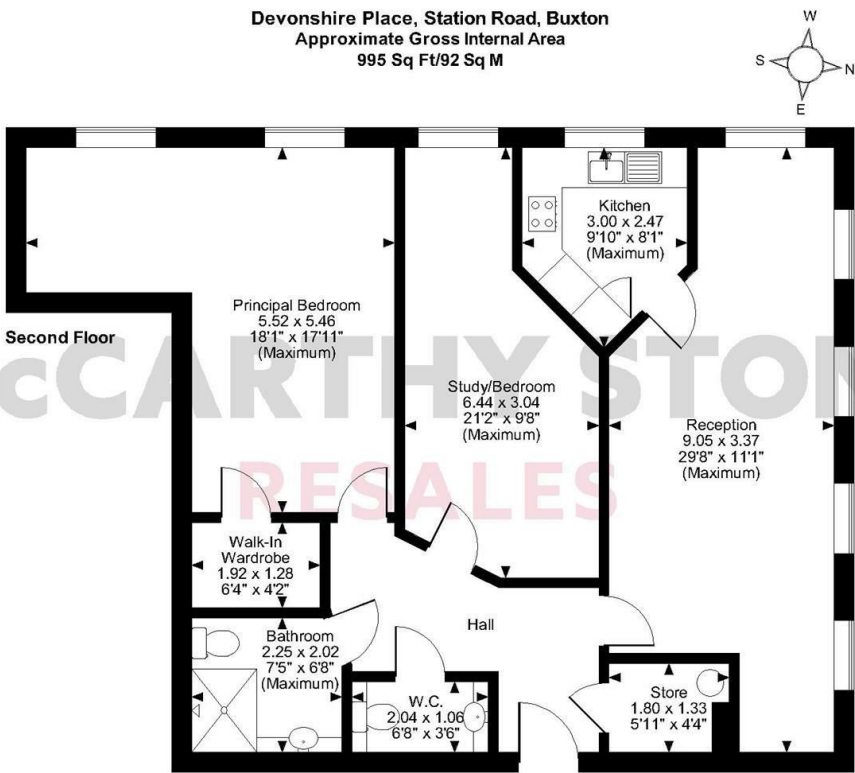 Devonshire Place, Station Road, Buxton
Approximate Gross Internal Area
995 Sq Ft/92 Sq M
W
S
N
E
Kitchen
3.00 x 2.47
9'10" x 8'1"
(Maximum)
Principal Bedroom
5.52 x 5.46
18'1" x 17'11"
(Maximum)
Second Floor
cCARTHY STON
RESALES
Study/Bedroom
6.44 x 3.04
21'2" x 9'8"
(Maximum)
Reception
9.05 x 3.37
29'8" x 11'1"
(Maximum)
Walk-In
Wardrobe
1.92 x 1.28
6'4" x 4'2"
Hall
Bathroom
2.25 x 2.02
7'5" x 6'8"
(Maximum)
W.C.
2.04 x 1.06
6'8" x 3'6"
Store
1.80 x 1.33
5'11" x 4'4"